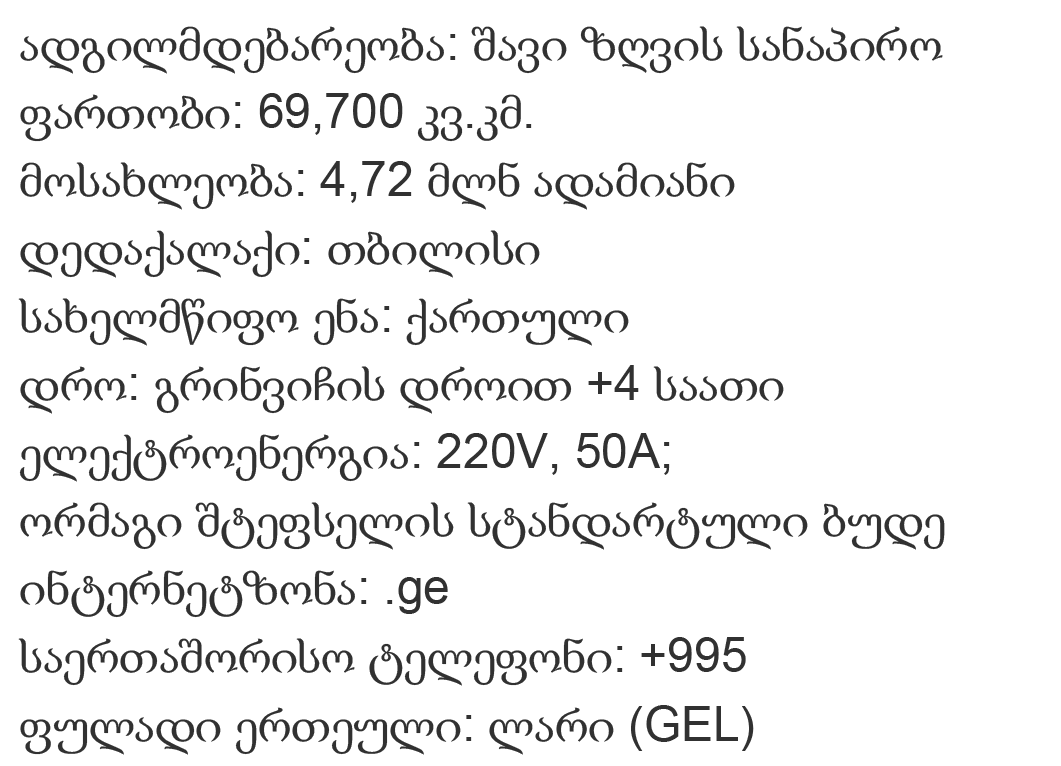 ადგილმდებარეობა: შავი ზღვის სანაპირო
ფართობი: 69,700 კვ.კმ.
მოსახლეობა: 4,72 მლნ ადამიანი
დედაქალაქი: თბილისი
სახელმწიფო ენა: ქართული
დრო: გრინვიჩის დროით +4 საათი
ელექტროენერგია: 220V, 50A;
ორმაგი შტეფსელის სტანდარტული ბუდე
ინტერნეტზონა: .ge
საერთაშორისო ტელეფონი: +995
ფულადი ერთეული: ლარი (GEL)